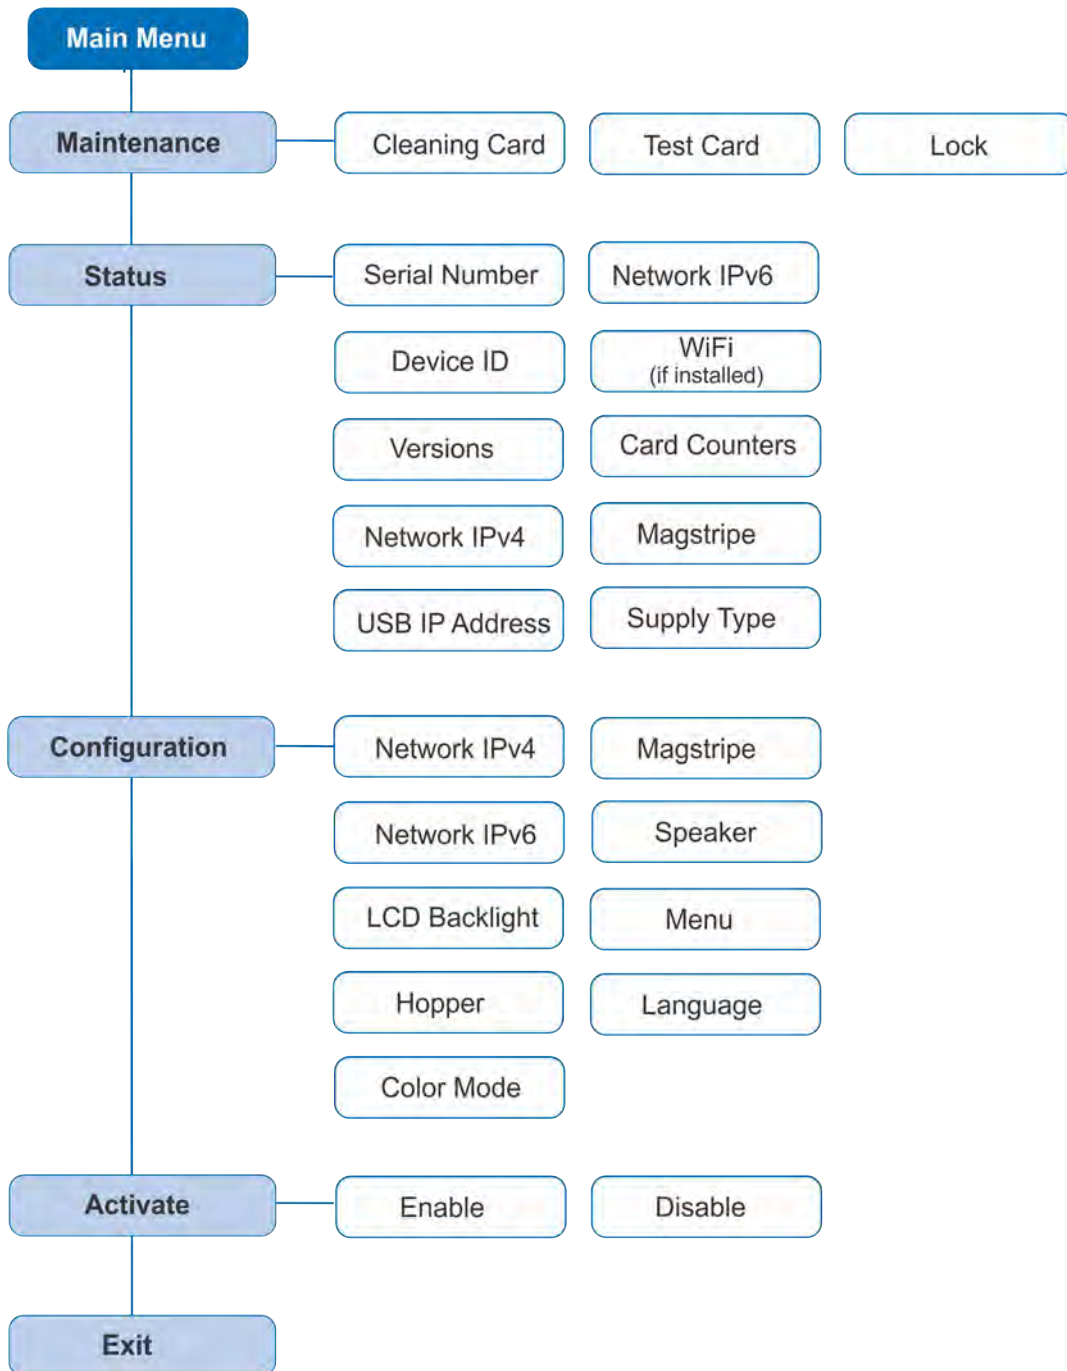 Main Menu
Maintenance
Cleaning Card
Test Card
Lock
Status
Serial Number
Network IPv6
Device ID
WiFi
(if installed)
Versions
Card Counters
Network IPv4
Magstripe
USB IP Address
Supply Type
Configuration
Network IPv4
Magstripe
Network IPv6
Speaker
LCD Backlight
Menu
Hopper
Language
Color Mode
Activate
Enable
Disable
Exit